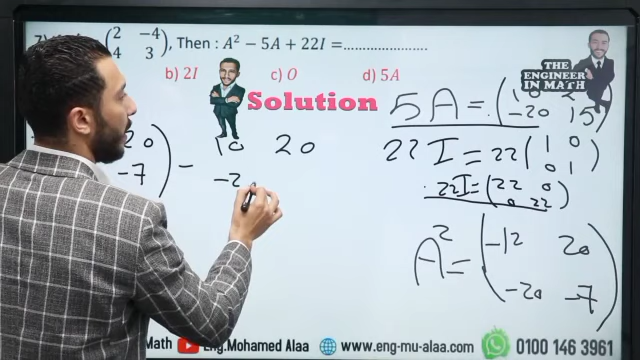 (2 -4
4 3), Then : A² − 5A + 22I =......................
b) 2I c) O d) 5A
THE ENGINEER IN MATH
Solution
5A =
-20 15)
22 I = 22 (1 0
0 1)
22I = (22 0
0 22)
A² = (-12 20
-20 -7)
20
-7) − 10 20
-2
Math Eng.Mohamed Alaa www.eng-mu-alaa.com 0100 146 3961